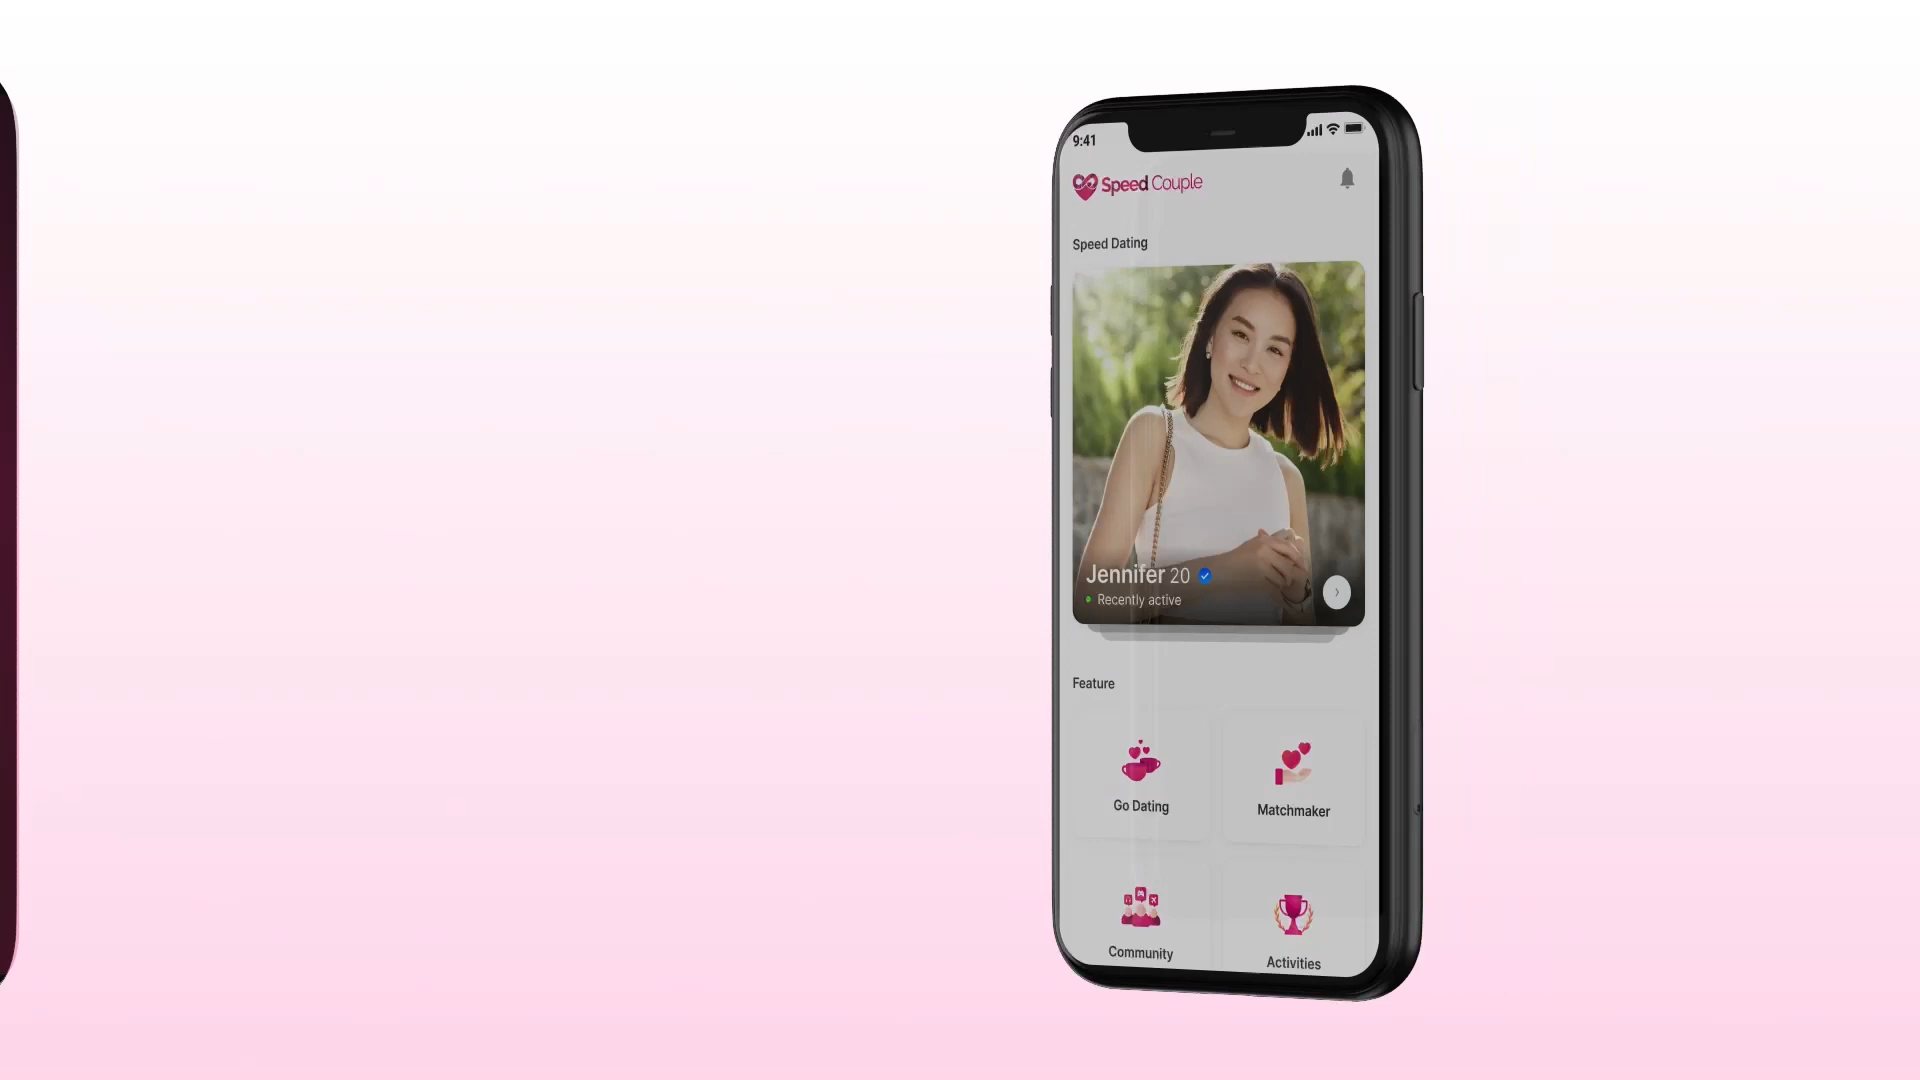 9:41
Speed Couple
Speed Dating
Jennifer 20
Recently active
Feature
Go Dating
Matchmaker
Community
Activities